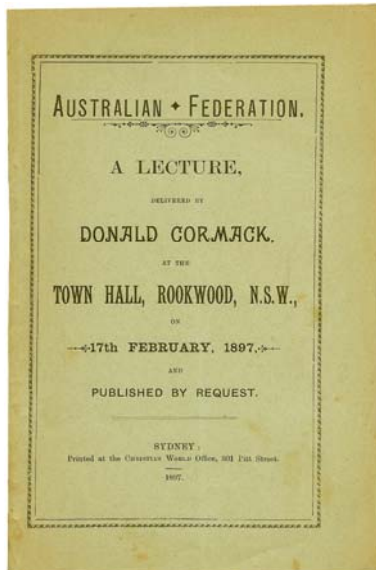 AUSTRALIAN ✦ FEDERATION.
A LECTURE,
DELIVERED BY
DONALD CORMACK.
AT THE
TOWN HALL, ROOKWOOD, N.S.W.,
ON
17th FEBRUARY, 1897,
AND
PUBLISHED BY REQUEST.
SYDNEY:
Printed at the CHRISTIAN WORLD Office, 301 Pitt Street.
1897.